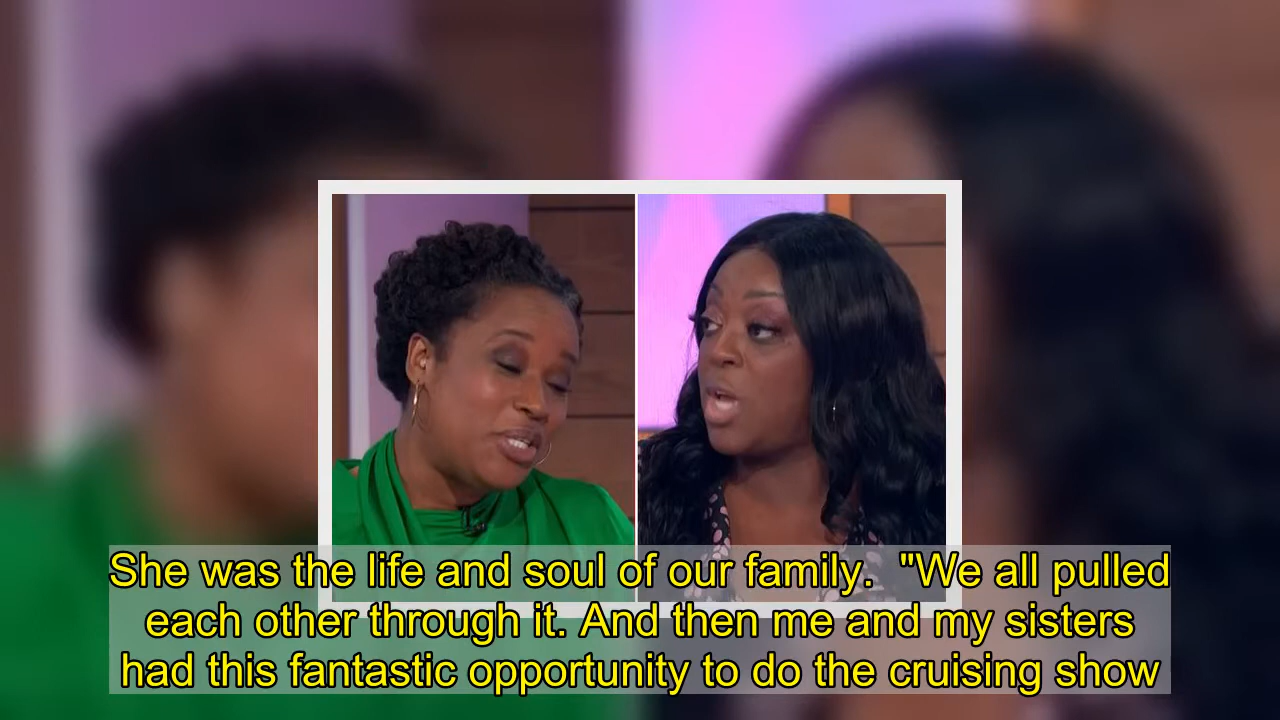 She was the life and soul of our family.  "We all pulled
each other through it. And then me and my sisters
had this fantastic opportunity to do the cruising show